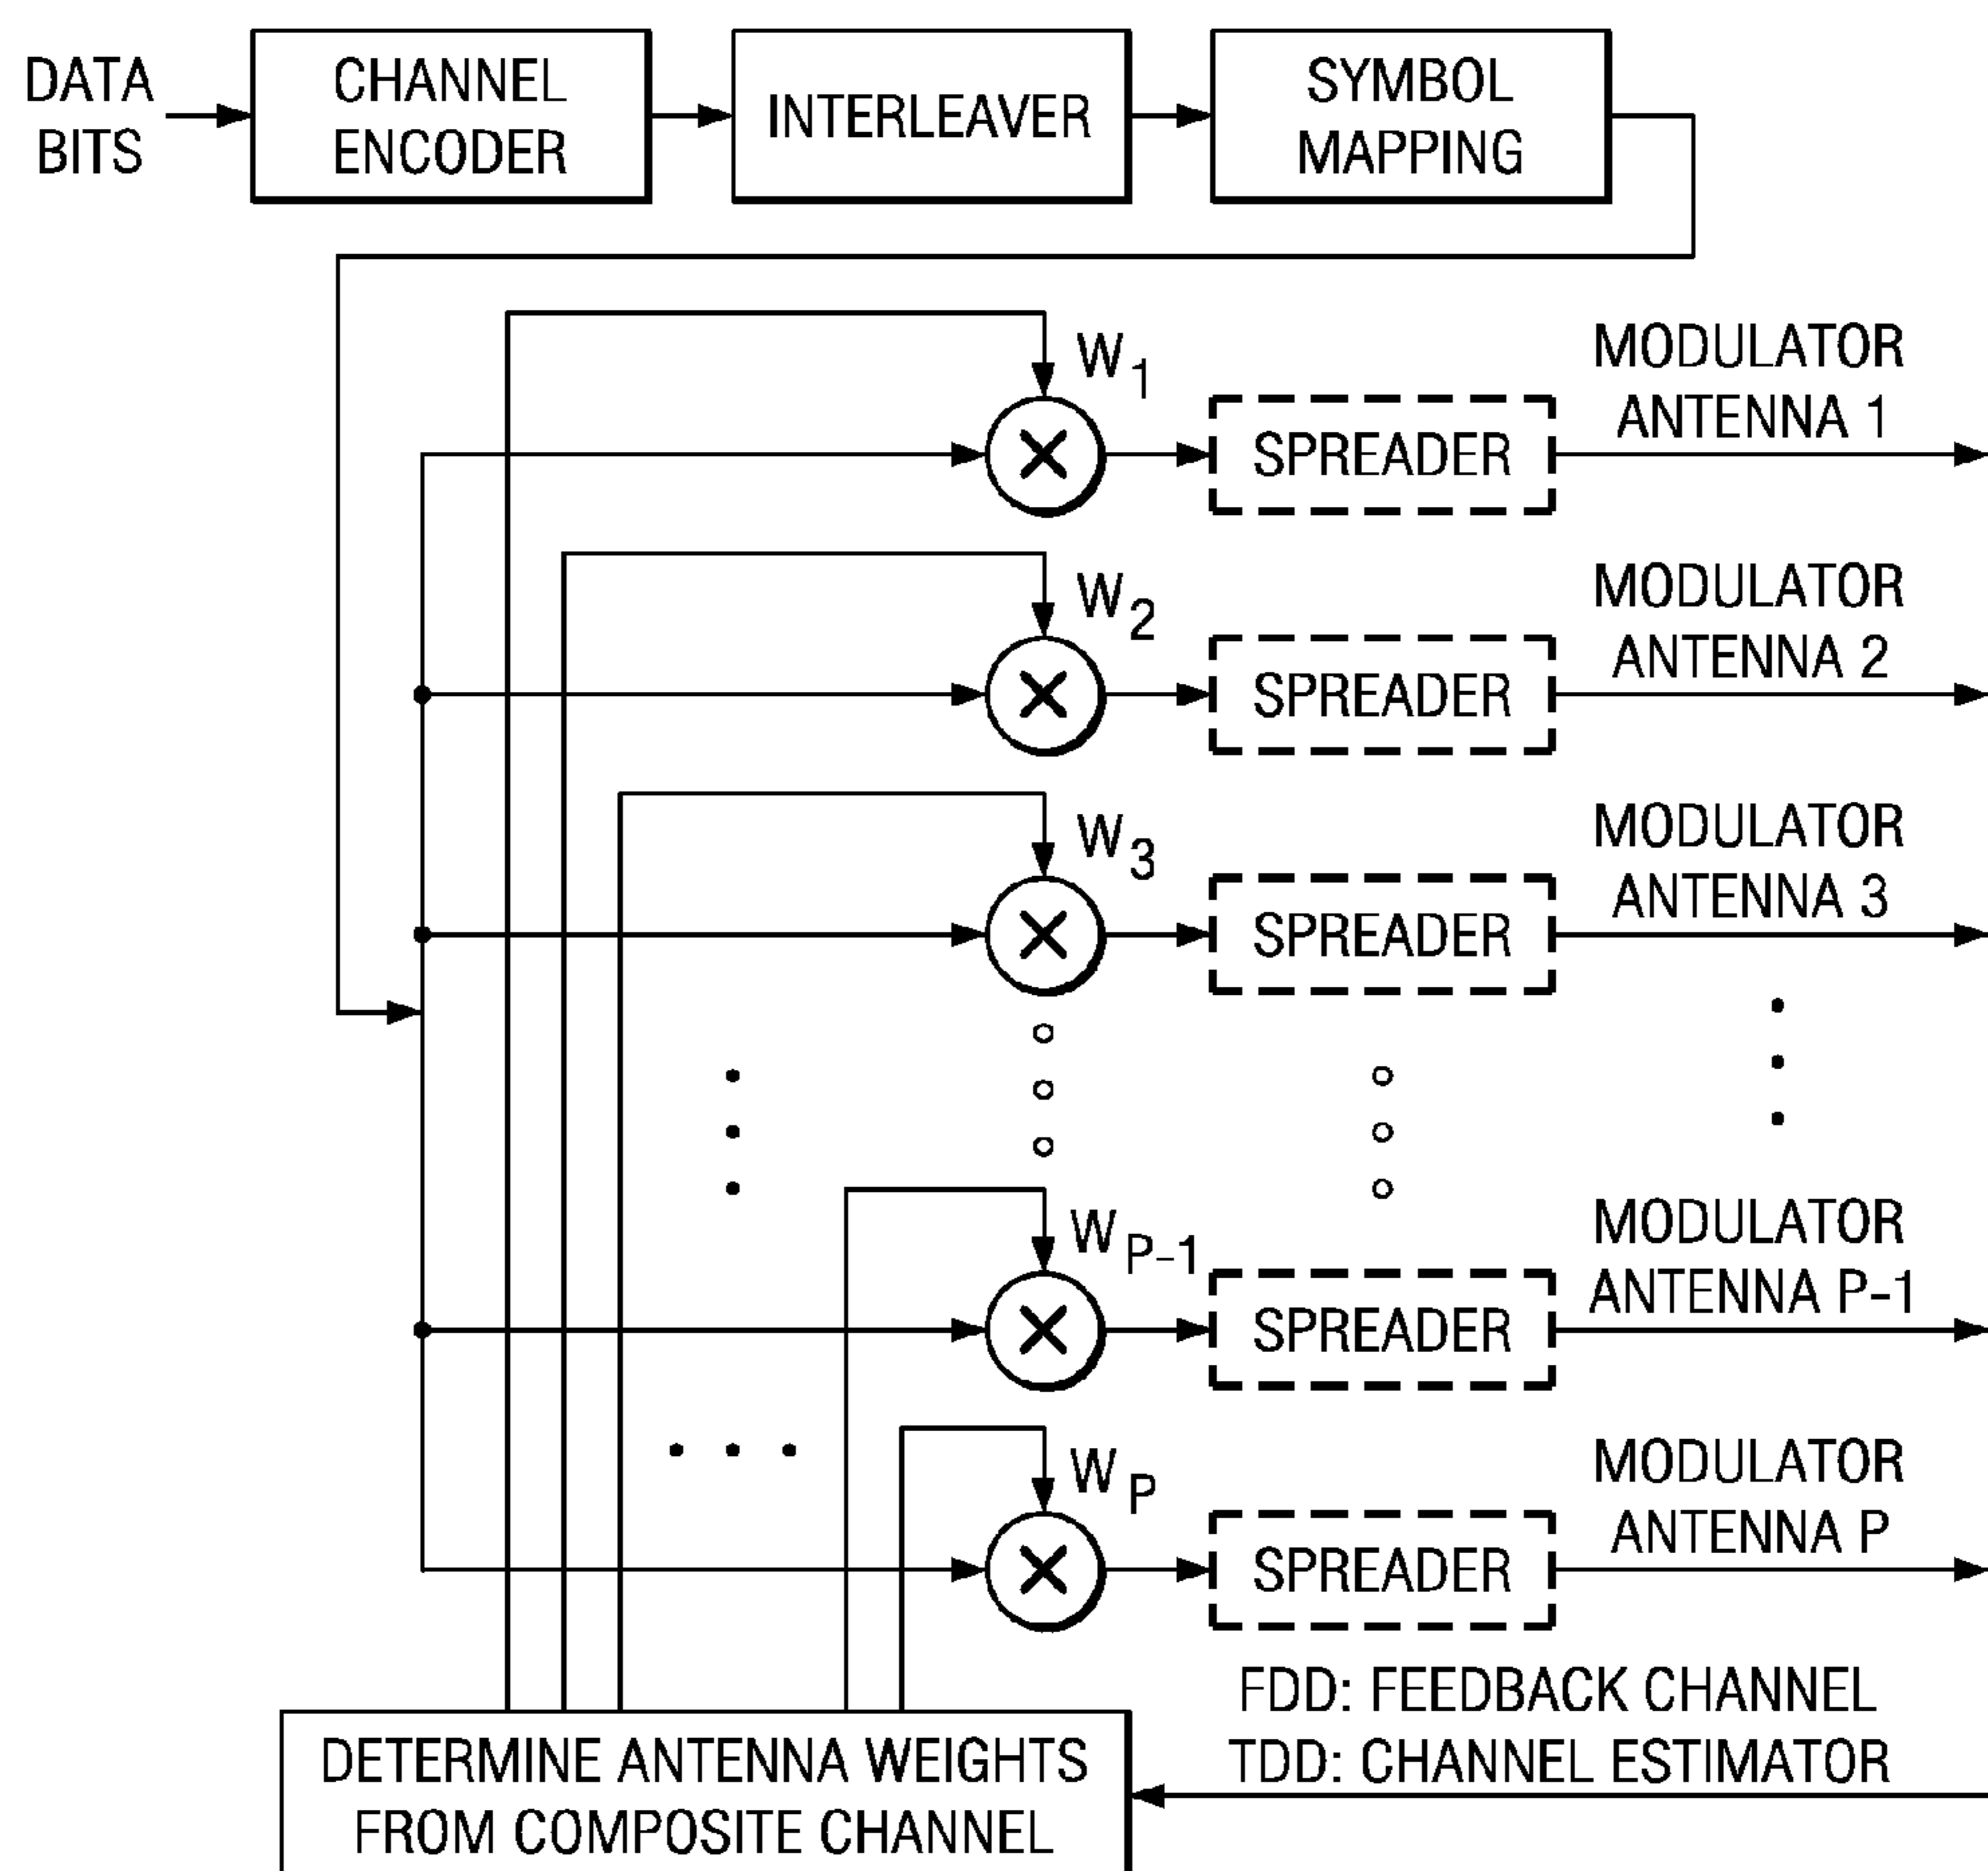 DATA
BITS
CHANNEL
ENCODER
INTERLEAVER
SYMBOL
MAPPING
W1
MODULATOR
ANTENNA 1
SPREADER
W2
MODULATOR
ANTENNA 2
SPREADER
W3
MODULATOR
ANTENNA 3
SPREADER
WP-1
MODULATOR
ANTENNA P-1
SPREADER
WP
MODULATOR
ANTENNA P
SPREADER
FDD: FEEDBACK CHANNEL
TDD: CHANNEL ESTIMATOR
DETERMINE ANTENNA WEIGHTS
FROM COMPOSITE CHANNEL